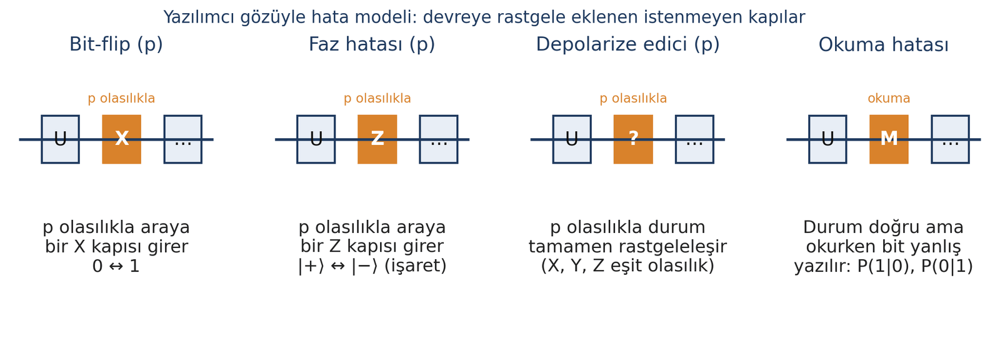 Yazılımcı gözüyle hata modeli: devreye rastgele eklenen istenmeyen kapılar
Bit-flip (p)
p olasılıkla
U
X
...
p olasılıkla araya
bir X kapısı girer
0 ↔ 1
Faz hatası (p)
p olasılıkla
U
Z
...
p olasılıkla araya
bir Z kapısı girer
|+⟩ ↔ |−⟩ (işaret)
Depolarize edici (p)
p olasılıkla
U
?
...
p olasılıkla durum
tamamen rastgeleleşir
(X, Y, Z eşit olasılık)
Okuma hatası
okuma
U
M
...
Durum doğru ama
okurken bit yanlış
yazılır: P(1|0), P(0|1)